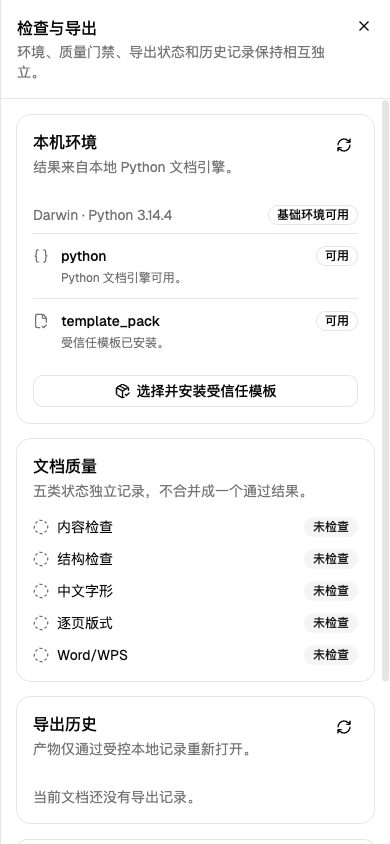 检查与导出
环境、质量门禁、导出状态和历史记录保持相互独
立。
本机环境
结果来自本地 Python 文档引擎。
Darwin · Python 3.14.4
基础环境可用
python
可用
Python 文档引擎可用。
template_pack
可用
受信任模板已安装。
选择并安装受信任模板
文档质量
五类状态独立记录，不合并成一个通过结果。
内容检查
未检查
结构检查
未检查
中文字形
未检查
逐页版式
未检查
Word/WPS
未检查
导出历史
产物仅通过受控本地记录重新打开。
当前文档还没有导出记录。